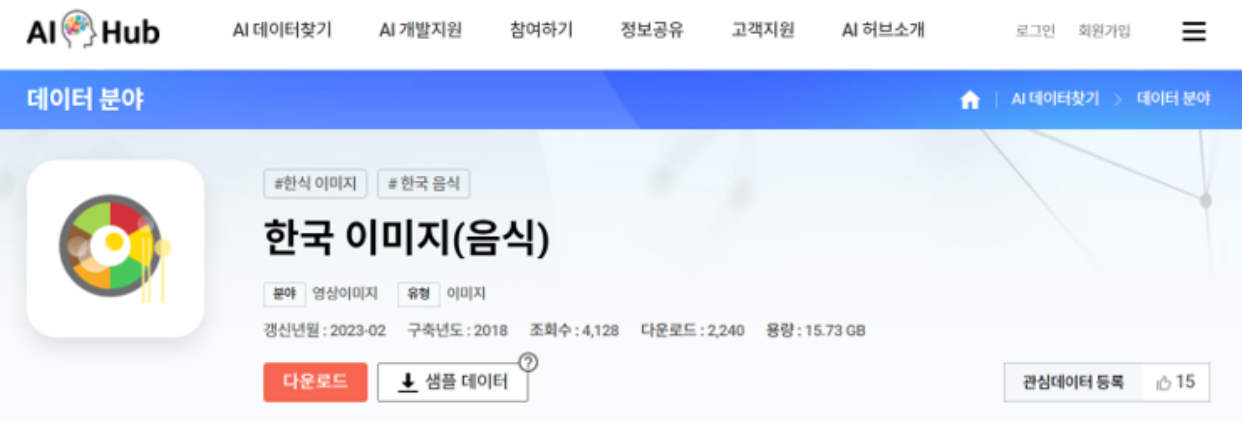 AI Hub AI 데이터찾기 AI 개발지원 참여하기 정보공유 고객지원 AI 허브소개 로그인 회원가입
데이터 분야 AI 데이터찾기 > 데이터 분야
#한식 이미지 # 한국 음식
한국 이미지(음식)
분야 영상이미지 유형 이미지
갱신년월 : 2023-02 구축년도 : 2018 조회수 : 4,128 다운로드 : 2,240 용량 : 15.73 GB
다운로드 샘플 데이터 ? 관심데이터 등록 15